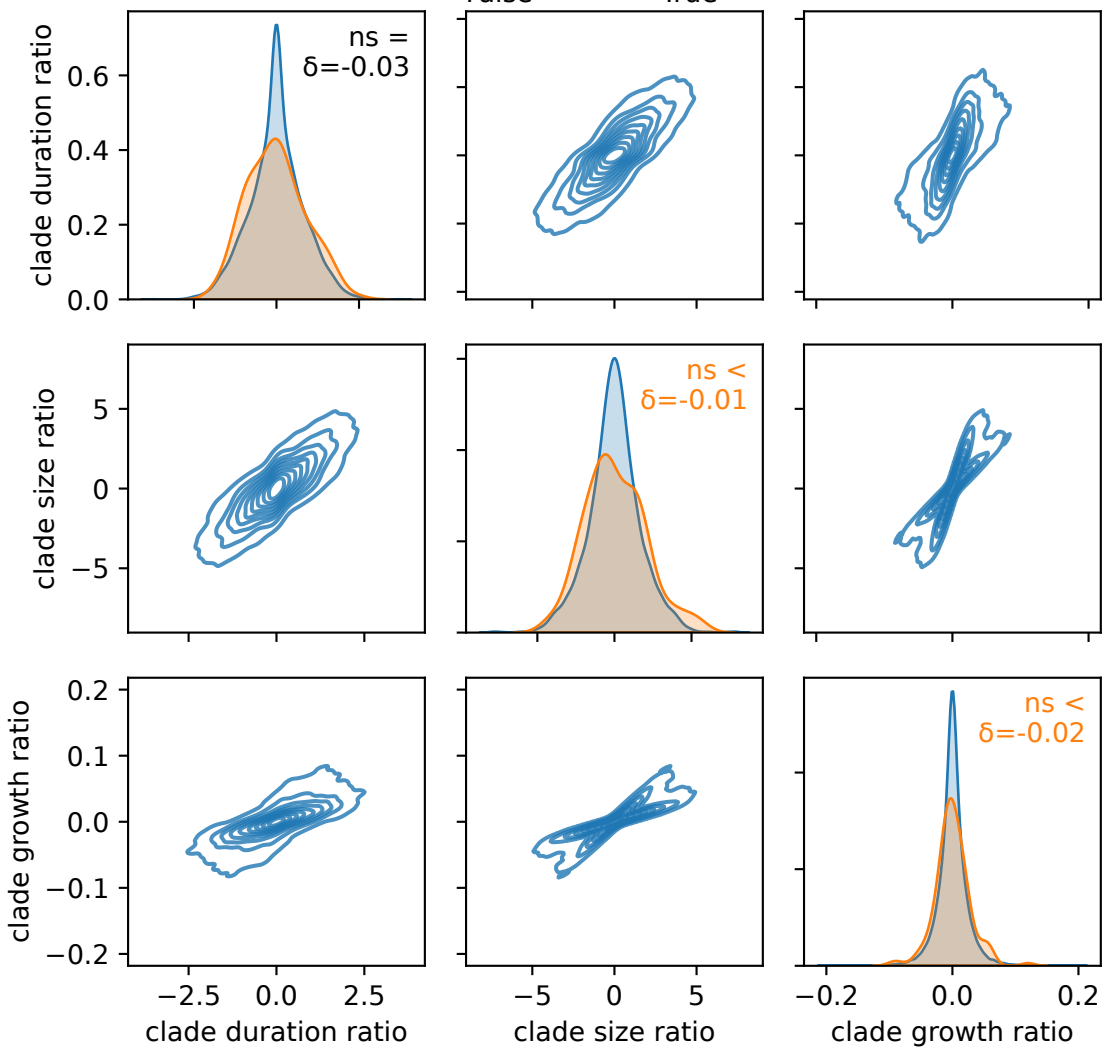 clade duration ratio
0.6
0.4
0.2
0.0
ns =
δ=-0.03
clade size ratio
5
0
−5
ns <
δ=-0.01
clade growth ratio
0.2
0.1
0.0
−0.1
−0.2
ns <
δ=-0.02
−2.5 0.0 2.5
−5 0 5
−0.2 0.0 0.2
clade duration ratio
clade size ratio
clade growth ratio